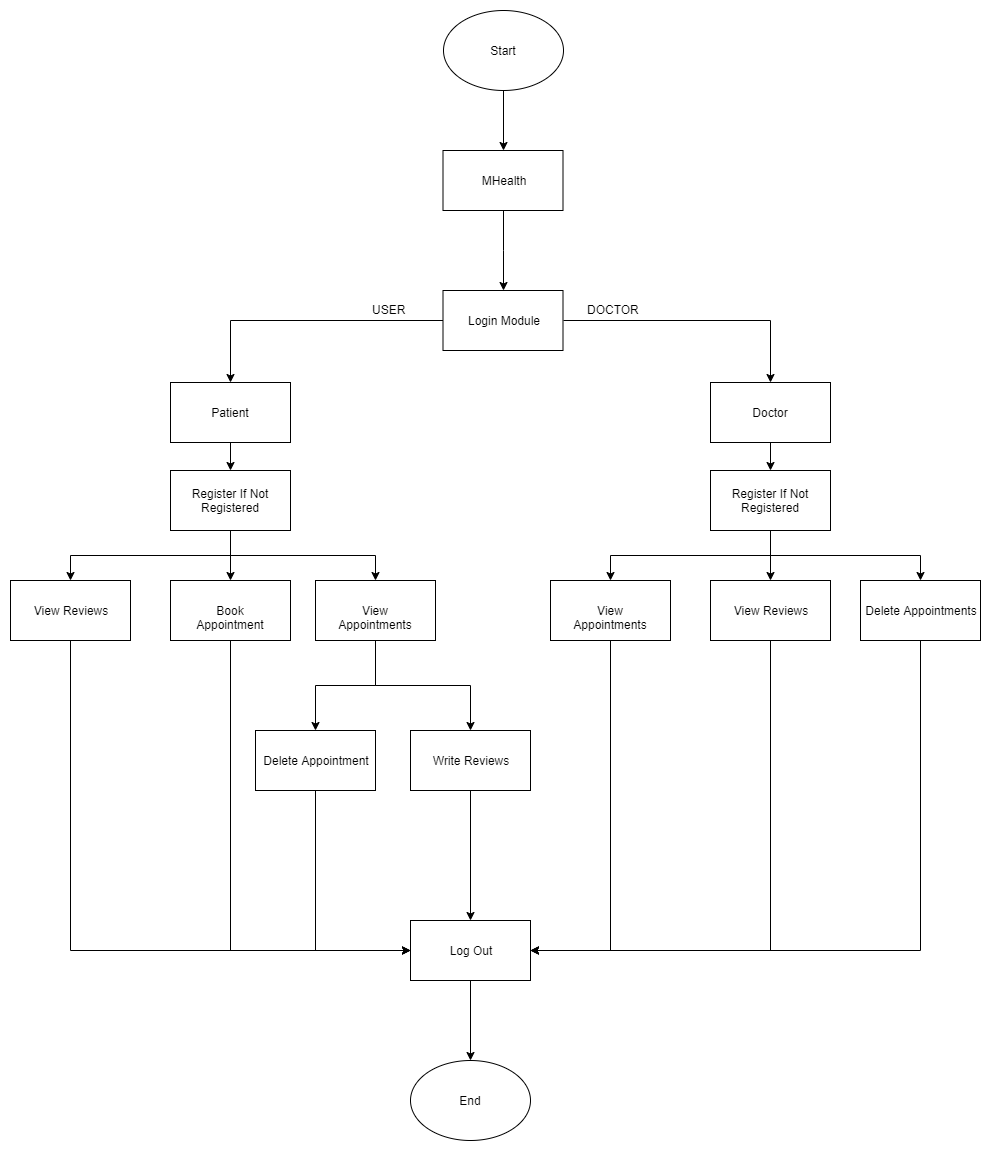 Start
MHealth
USER
DOCTOR
Login Module
Patient
Doctor
Register If Not
Registered
Register If Not
Registered
View Reviews
Book
Appointment
View
Appointments
View
Appointments
View Reviews
Delete Appointments
Delete Appointment
Write Reviews
Log Out
End